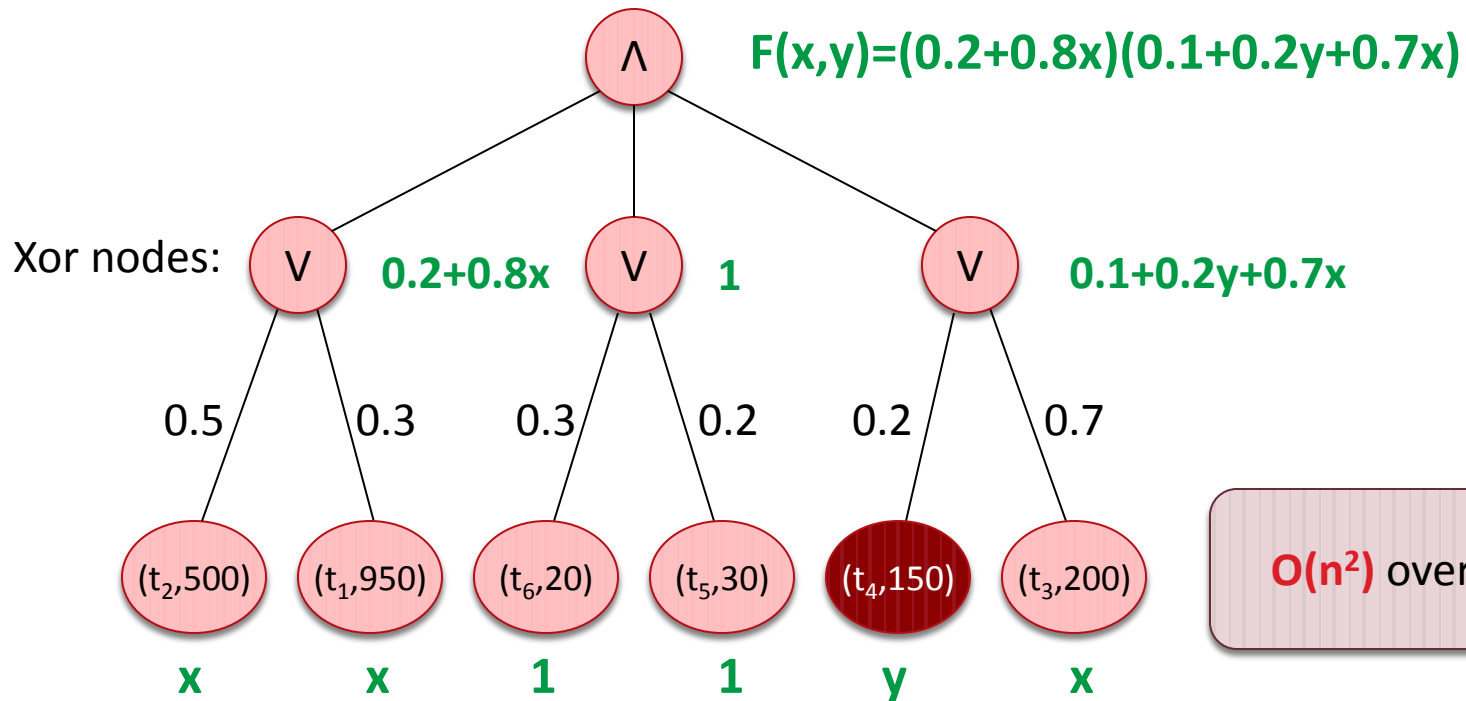 Λ
F(x,y)=(0.2+0.8x)(0.1+0.2y+0.7x)
Xor nodes:
V
0.2+0.8x
V
1
V
0.1+0.2y+0.7x
0.5
0.3
0.3
0.2
0.2
0.7
(t₂,500)
(t₁,950)
(t₆,20)
(t₅,30)
(t₄,150)
(t₃,200)
O(n²) over
x
x
1
1
y
x